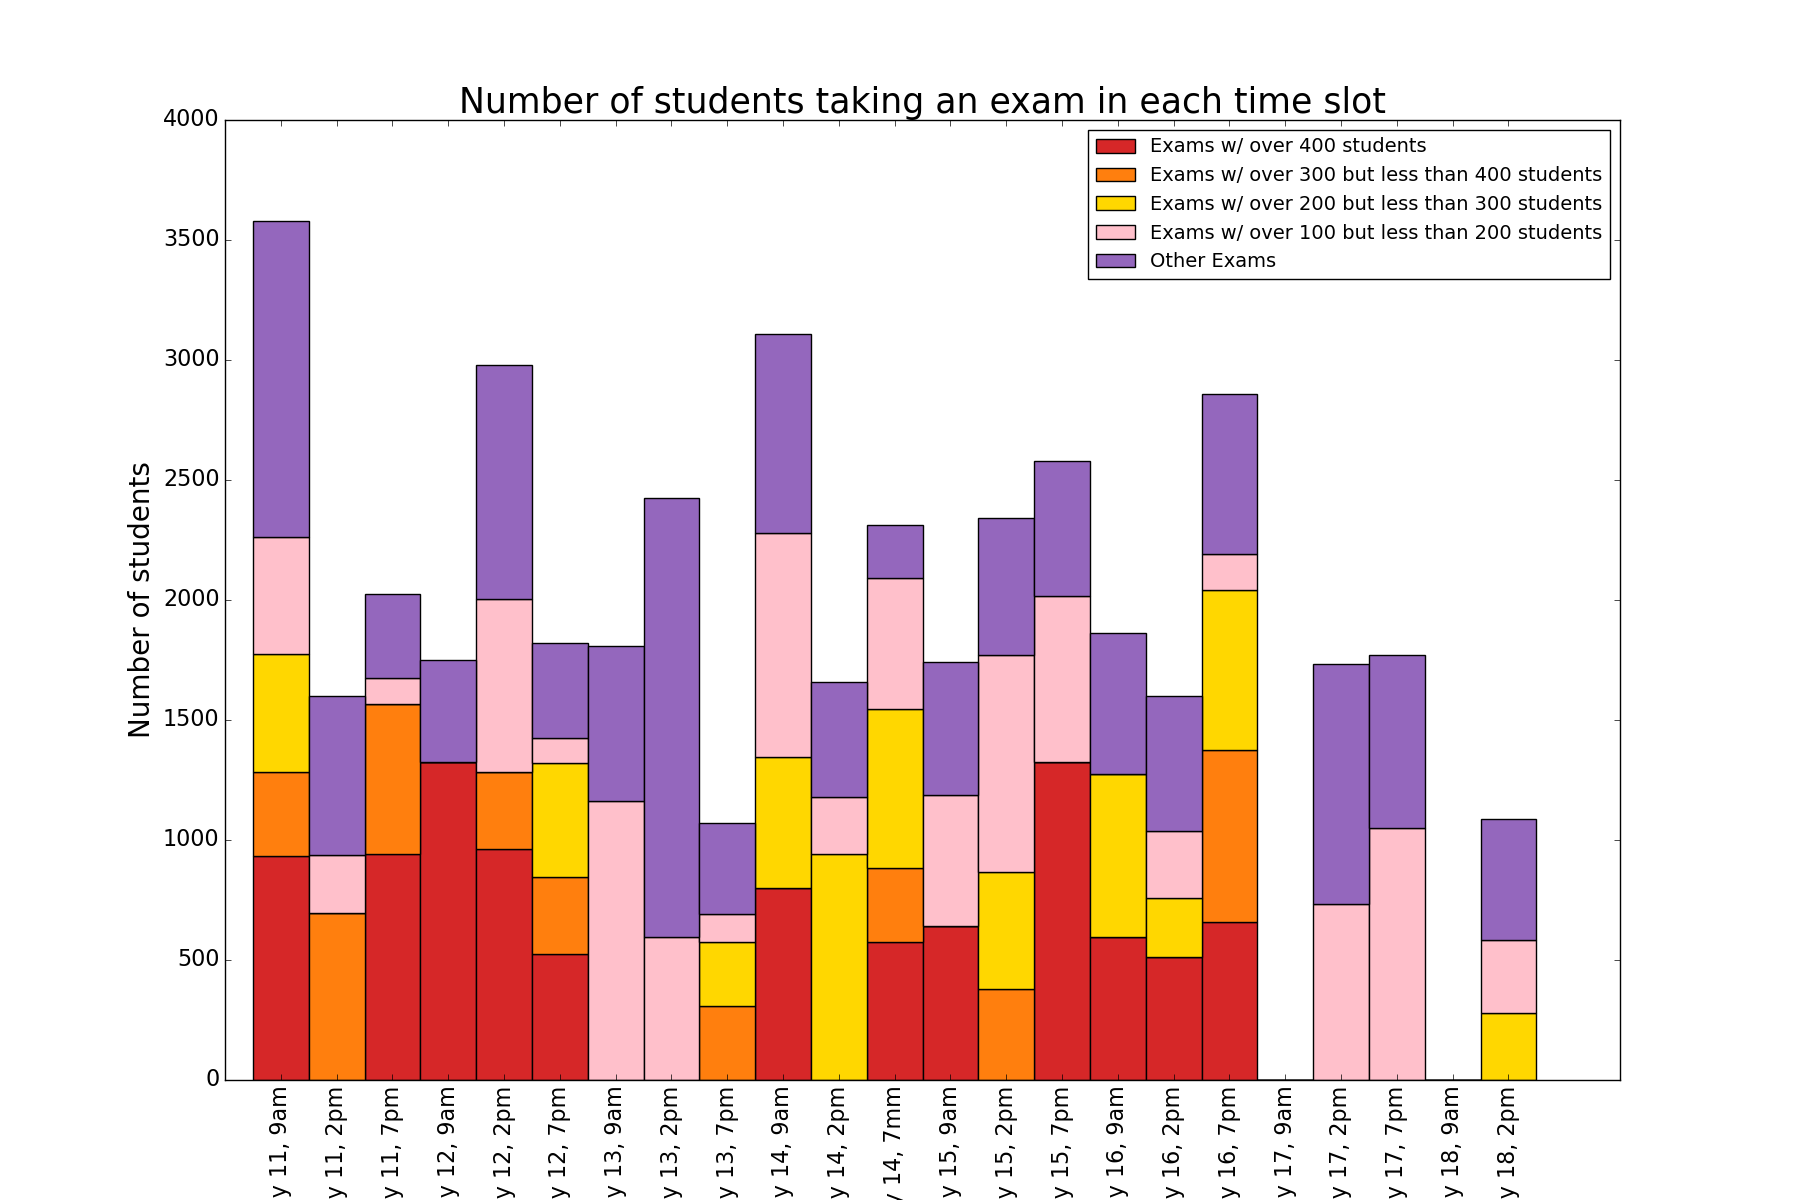 Number of students taking an exam in each time slot
4000
3500
3000
2500
2000
1500
1000
500
0
Number of students
Exams w/ over 400 students
Exams w/ over 300 but less than 400 students
Exams w/ over 200 but less than 300 students
Exams w/ over 100 but less than 200 students
Other Exams
y 11, 9am
y 11, 2pm
y 11, 7pm
y 12, 9am
y 12, 2pm
y 12, 7pm
y 13, 9am
y 13, 2pm
y 13, 7pm
y 14, 9am
y 14, 2pm
y 14, 7mm
y 15, 9am
y 15, 2pm
y 15, 7pm
y 16, 9am
y 16, 2pm
y 16, 7pm
y 17, 9am
y 17, 2pm
y 17, 7pm
y 18, 9am
y 18, 2pm